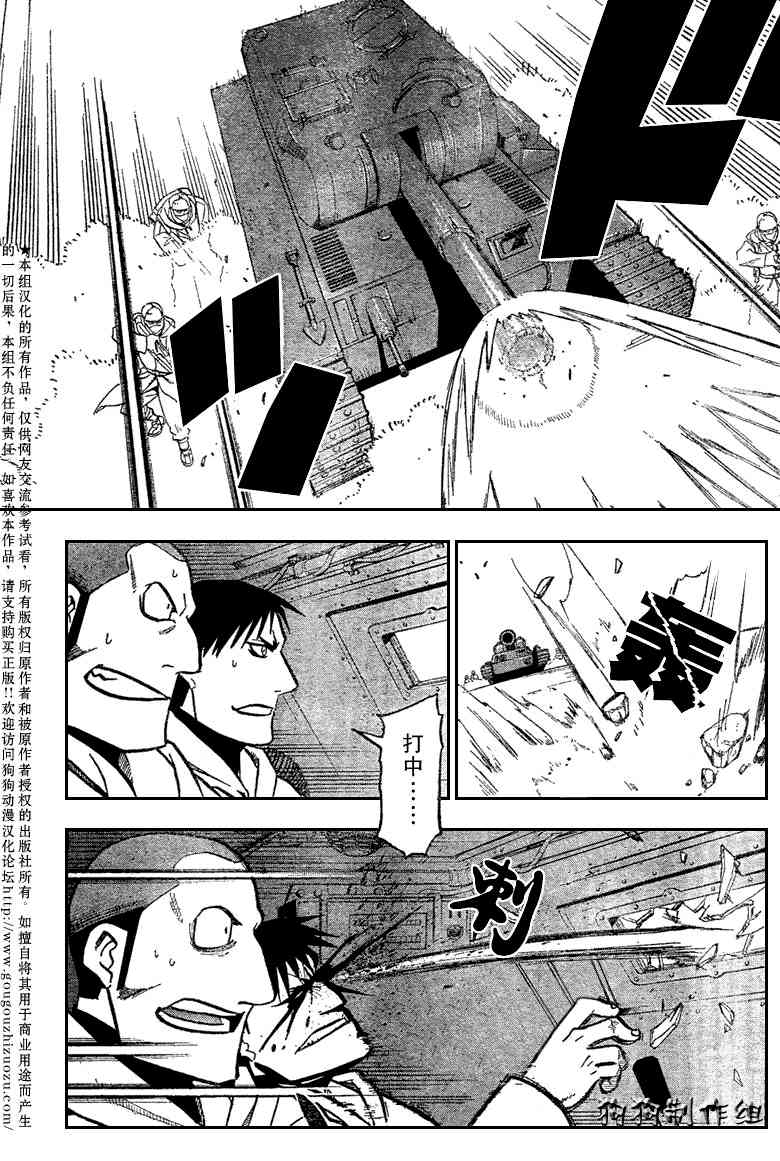 ドド
轰
打中……
刺
★本组汉化的所有作品，仅供网友交流参考试看，所有版权归原作者和被原作者授权的出版社所有。如擅自将其用于商业用途而产生
的一切后果，本组不负任何责任/如喜欢本作品，请支持购买正版!!欢迎访问狗狗动漫汉化论坛http://www.gougouzhizuozu.com/
狗狗制作组